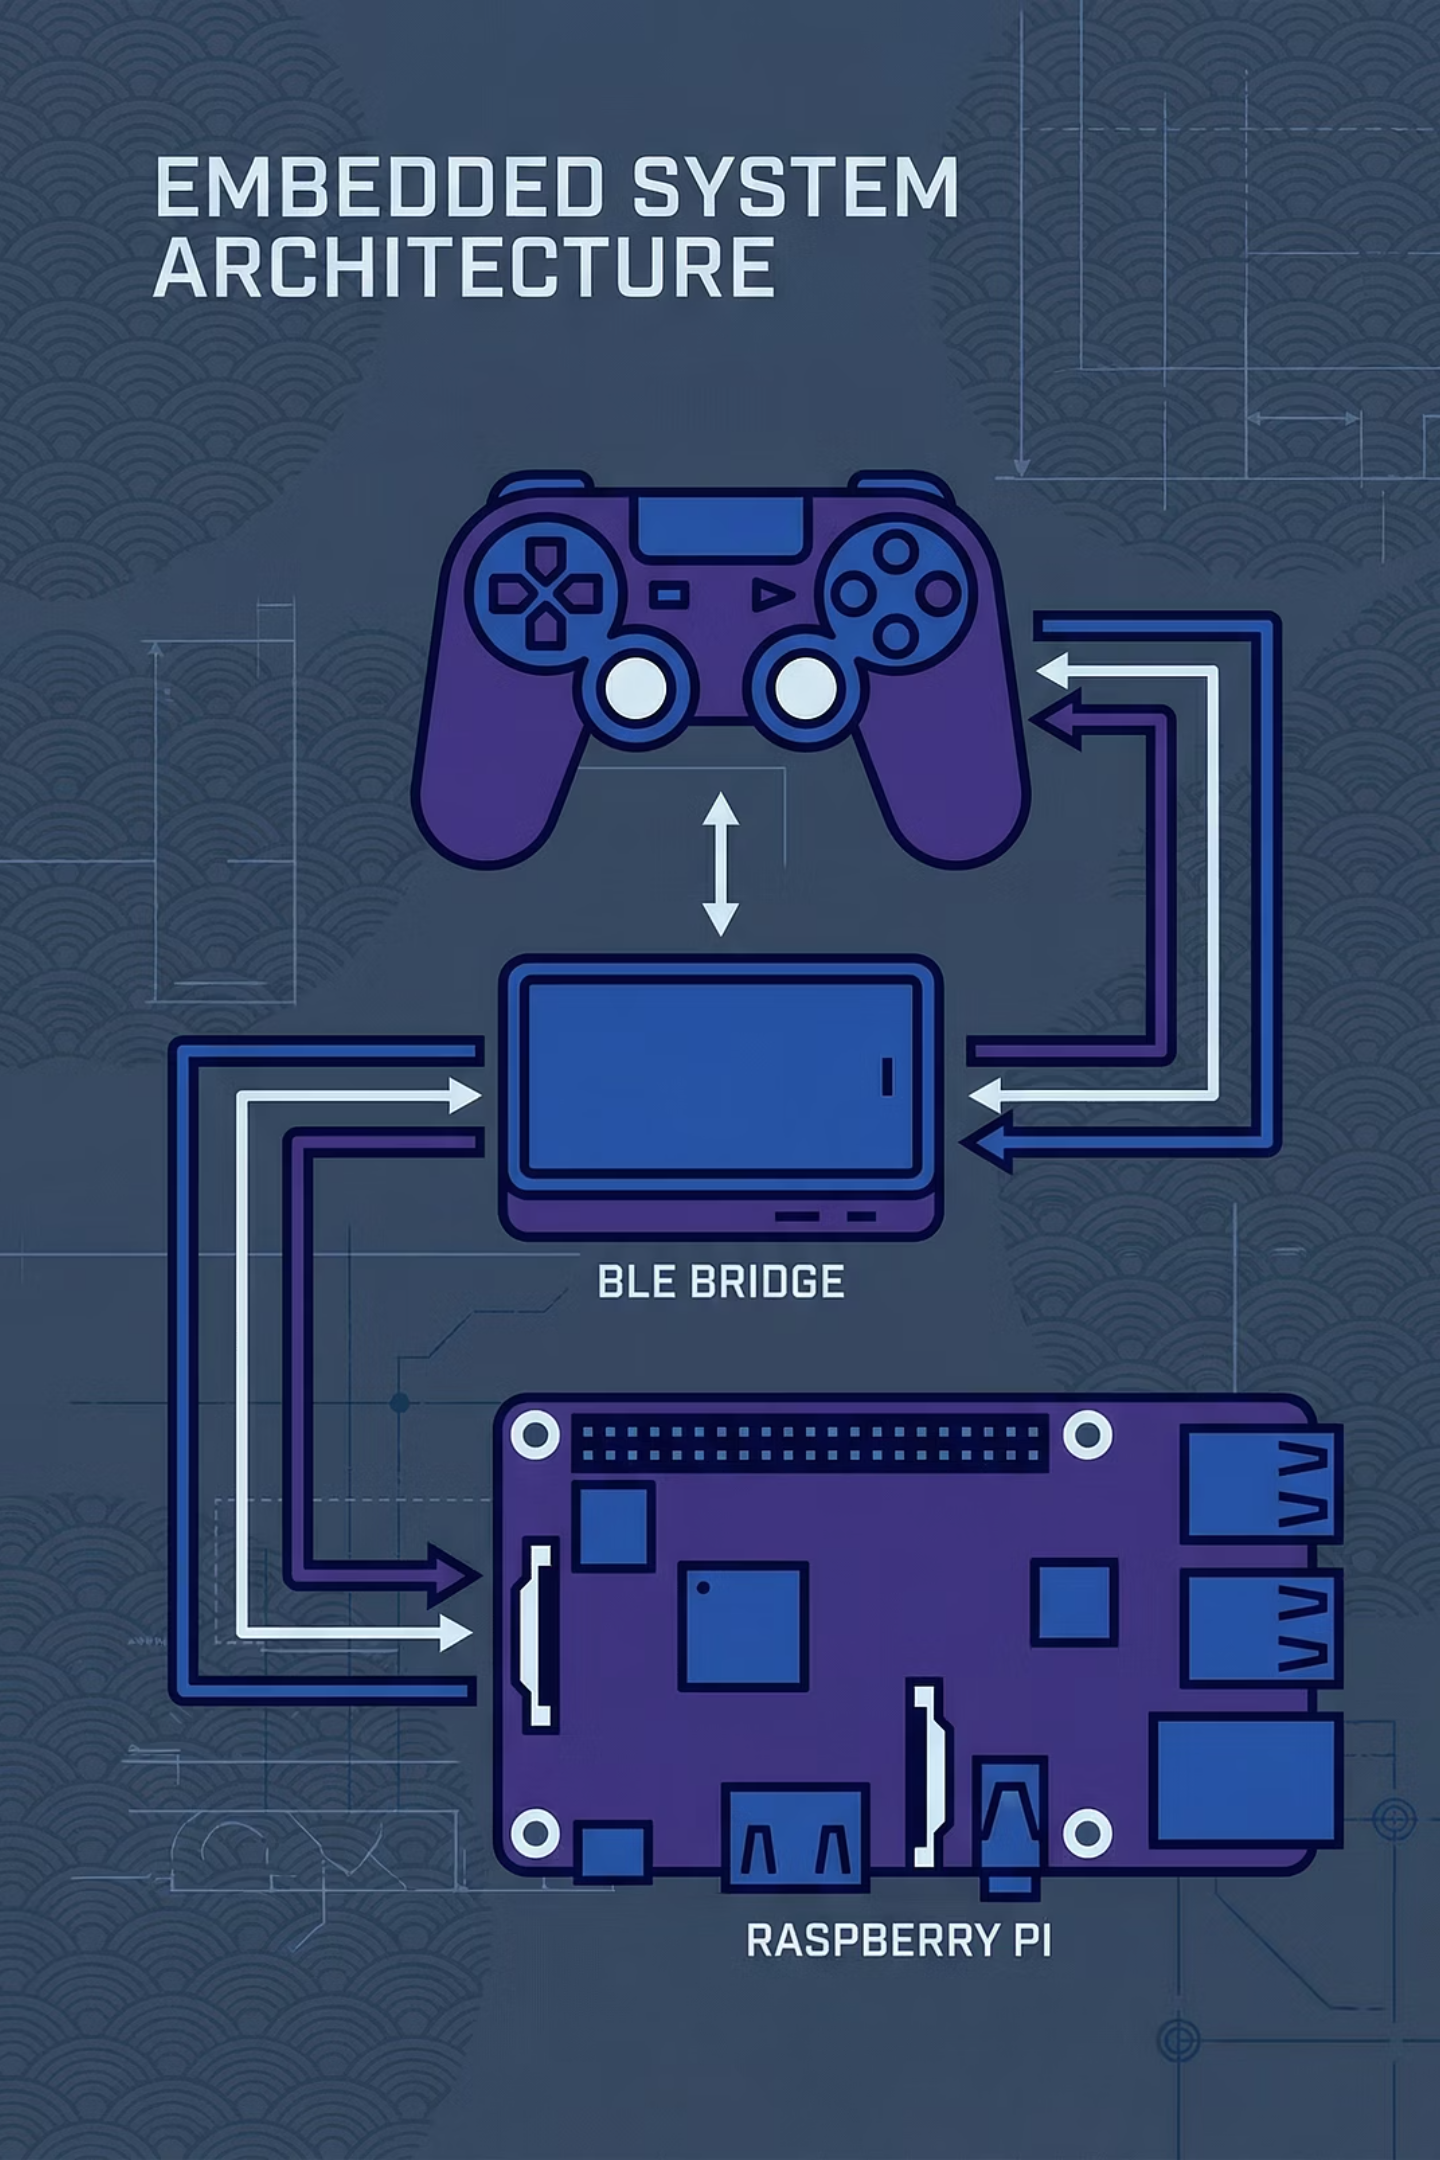 EMBEDDED SYSTEM
ARCHITECTURE
BLE BRIDGE
RASPBERRY PI